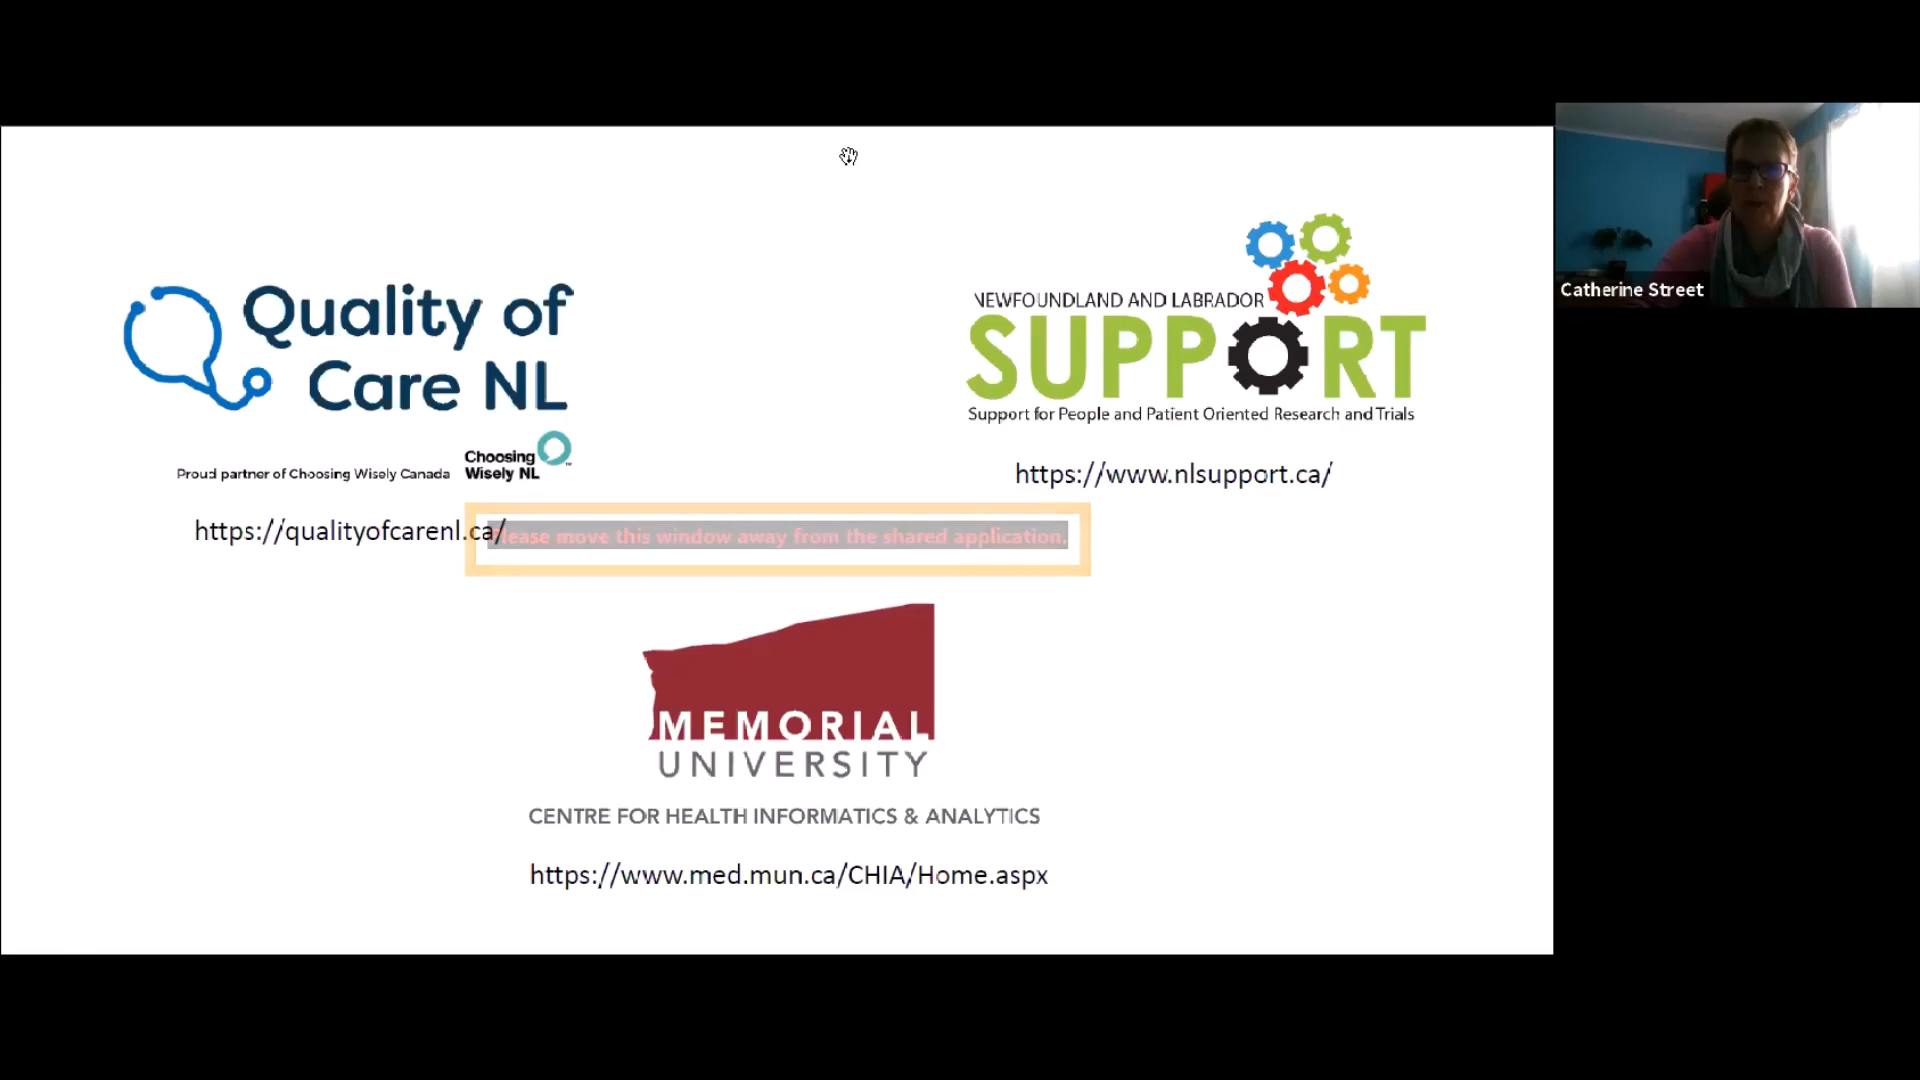 Quality of
Care NL
Proud partner of Choosing Wisely Canada
Choosing
Wisely NL
https://qualityofcarenl.ca/
NEWFOUNDLAND AND LABRADOR
SUPPORT
Support for People and Patient Oriented Research and Trials
https://www.nlsupport.ca/
Please move this window away from the shared application.
MEMORIAL
UNIVERSITY
CENTRE FOR HEALTH INFORMATICS & ANALYTICS
https://www.med.mun.ca/CHIA/Home.aspx
Catherine Street